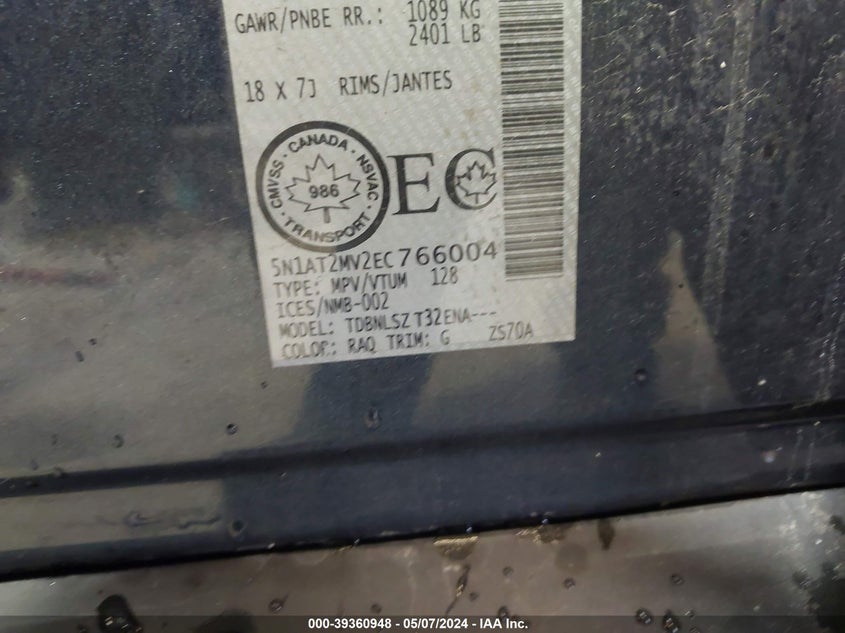 GAWR/PNBE RR.: 1089 KG
2401 LB
18 X 7J RIMS/JANTES
CMVSS · CANADA · NSVAC · TRANSPORT ·
986
EC
5N1AT2MV2EC766004
TYPE: MPV/VTUM 128
ICES/NMB-002
MODEL: TDBNLSZ T32ENA---
COLOR: RAQ TRIM: G ZS70A
000-39360948 - 05/07/2024 - IAA Inc.